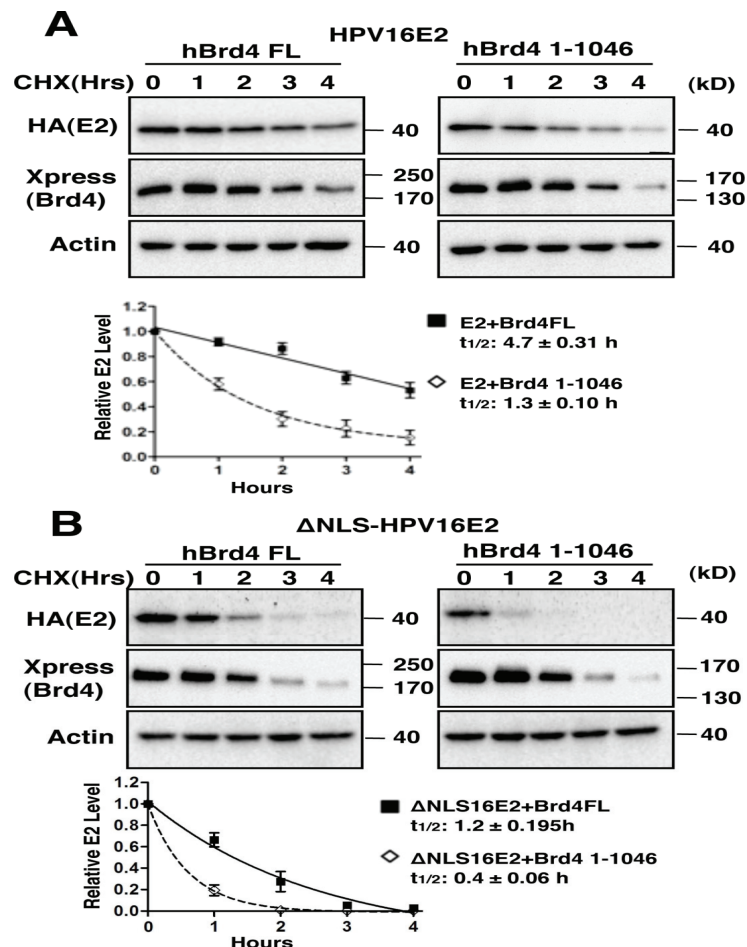 A
HPV16E2
hBrd4 FL
hBrd4 1-1046
CHX(Hrs) 0 1 2 3 4 0 1 2 3 4 (kD)
HA(E2) 40 40
Xpress (Brd4) 250 170 170 130
Actin 40 40
1.2
1.0
0.8
0.6
0.4
0.2
0.0
Relative E2 Level
0 1 2 3 4
Hours
E2+Brd4FL
t1/2: 4.7 ± 0.31 h
E2+Brd4 1-1046
t1/2: 1.3 ± 0.10 h
B
ΔNLS-HPV16E2
hBrd4 FL
hBrd4 1-1046
CHX(Hrs) 0 1 2 3 4 0 1 2 3 4 (kD)
HA(E2) 40 40
Xpress (Brd4) 250 170 170 130
Actin 40 40
1.2
1.0
0.8
0.6
0.4
0.2
0.0
Relative E2 Level
0 1 2 3 4
Hours
ΔNLS16E2+Brd4FL
t1/2: 1.2 ± 0.195h
ΔNLS16E2+Brd4 1-1046
t1/2: 0.4 ± 0.06 h